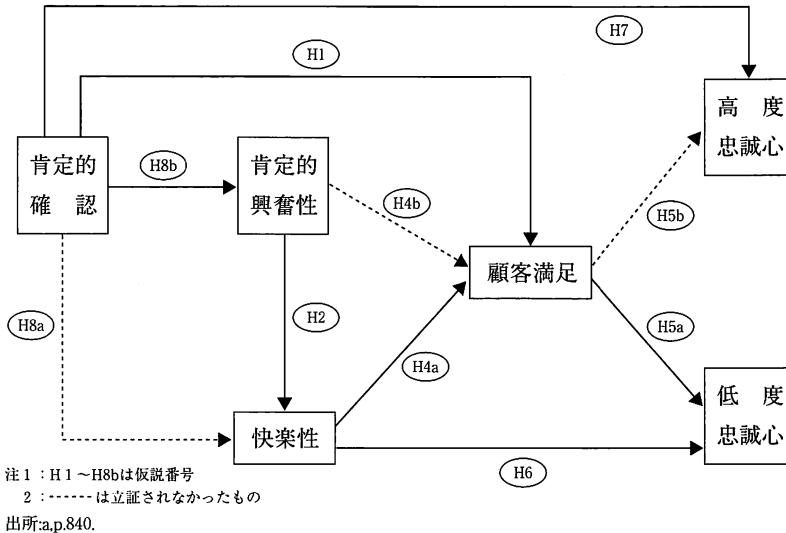 H7
H1
高　度
忠誠心
肯定的
確　認
H8b
肯定的
興奮性
H4b
H5b
顧客満足
H8a
H2
H4a
H5a
低　度
忠誠心
快楽性
H6
注1：H1～H8bは仮説番号
2：------は立証されなかったもの
出所:a,p.840.